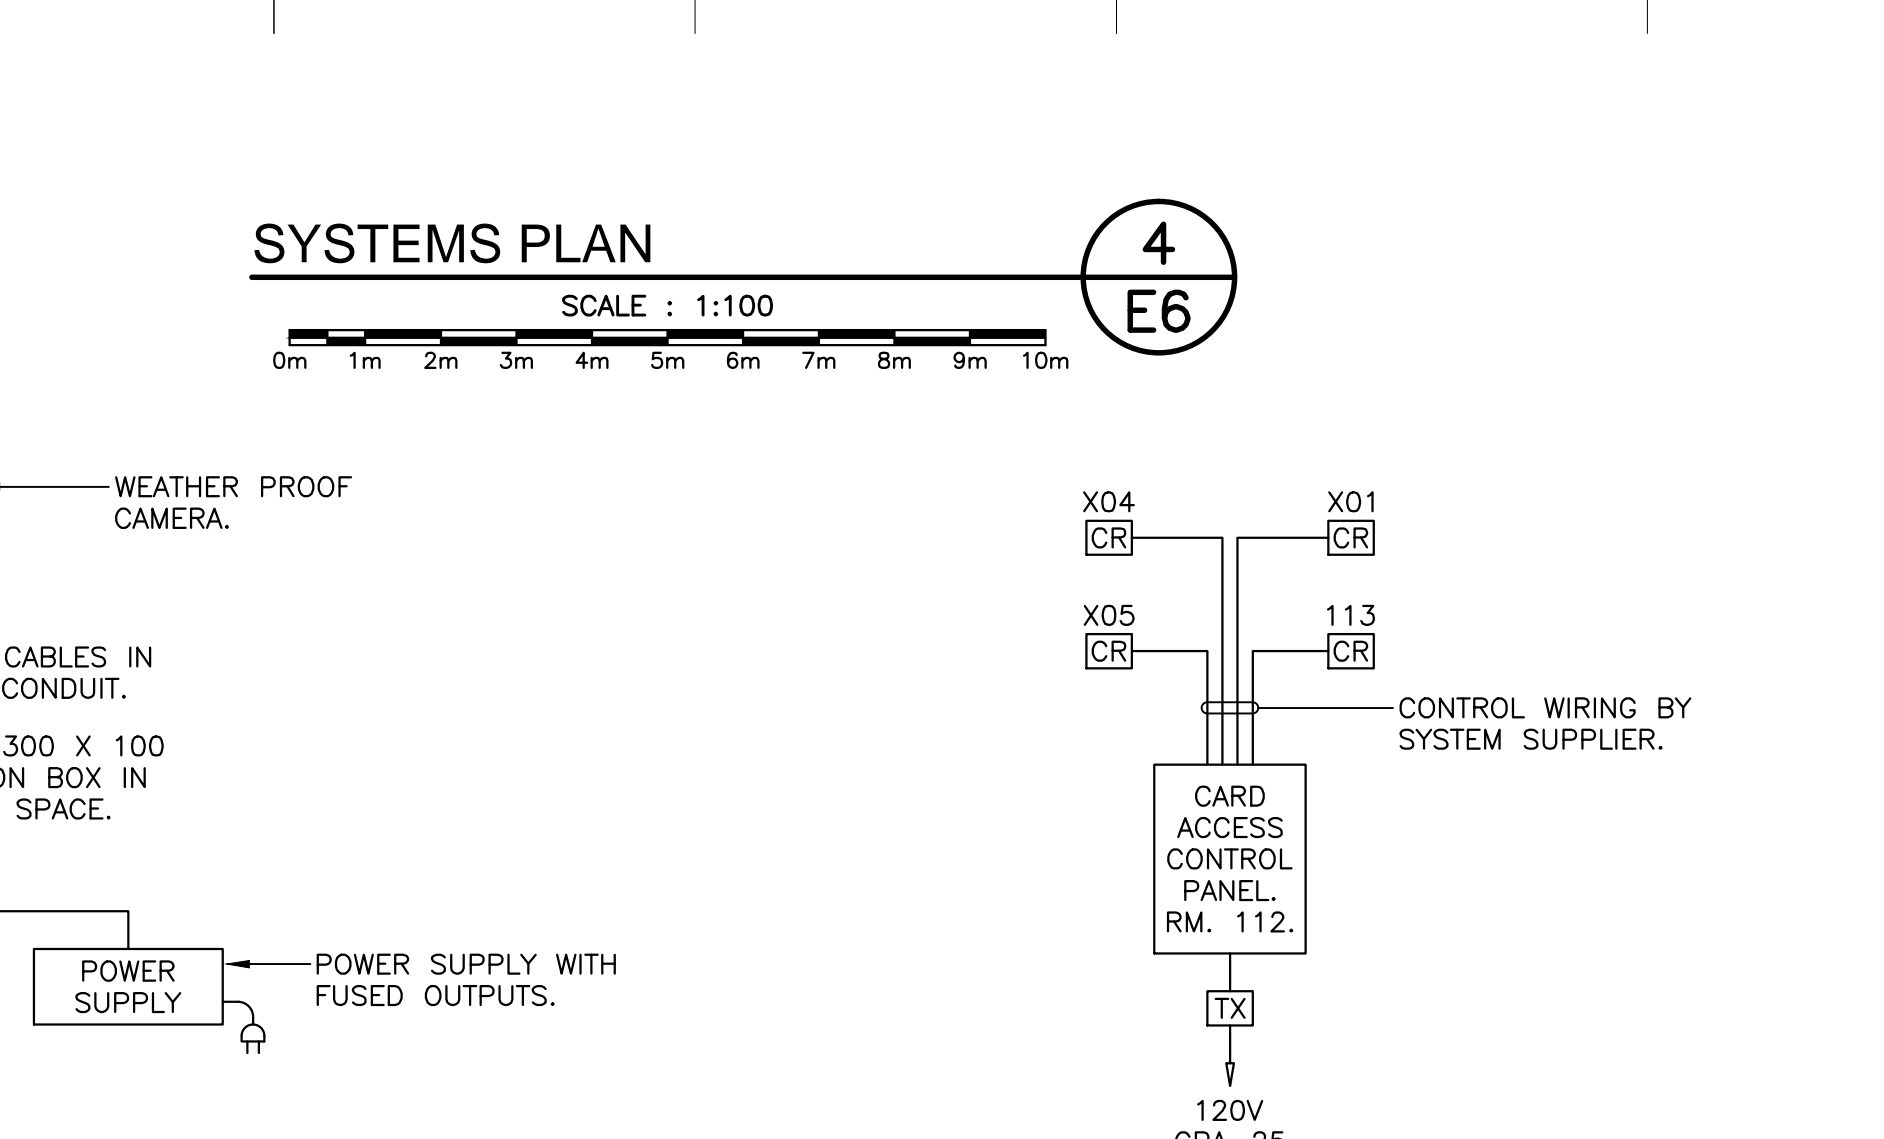 SYSTEMS PLAN
4
E6
SCALE : 1:100
0m 1m 2m 3m 4m 5m 6m 7m 8m 9m 10m
WEATHER PROOF
CAMERA.
X04
CR
X01
CR
X05
CR
113
CR
CABLES IN
CONDUIT.
300 X 100
ON BOX IN
SPACE.
CONTROL WIRING BY
SYSTEM SUPPLIER.
CARD
ACCESS
CONTROL
PANEL.
RM. 112.
POWER
SUPPLY
POWER SUPPLY WITH
FUSED OUTPUTS.
TX
120V